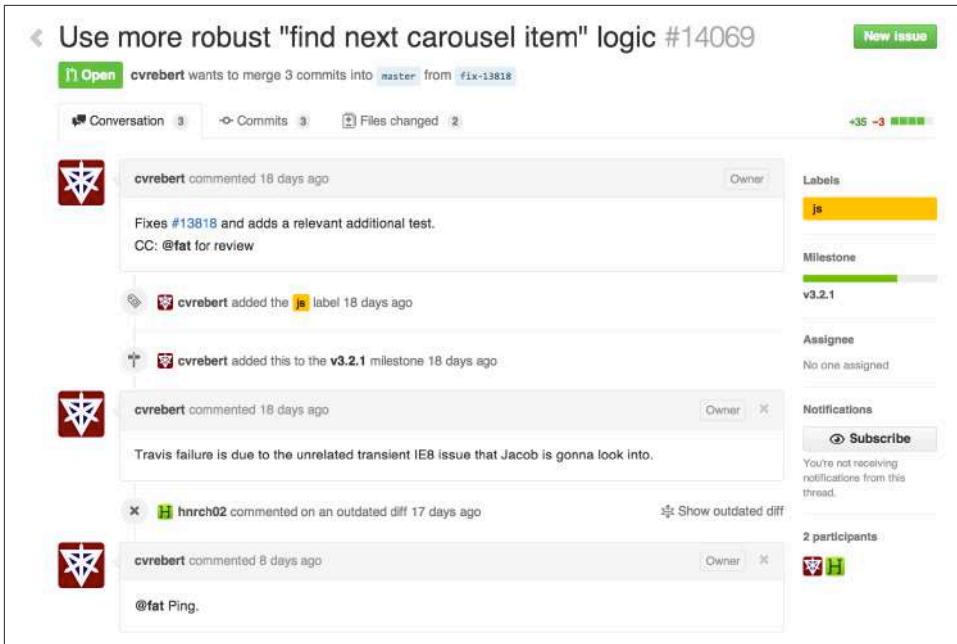 Use more robust "find next carousel item" logic #14069
New issue
Open cvrebert wants to merge 3 commits into master from fix-13818
Conversation 3 Commits 3 Files changed 2 +35 −3
cvrebert commented 18 days ago Owner
Fixes #13818 and adds a relevant additional test.
CC: @fat for review
cvrebert added the js label 18 days ago
cvrebert added this to the v3.2.1 milestone 18 days ago
cvrebert commented 18 days ago Owner
Travis failure is due to the unrelated transient IE8 issue that Jacob is gonna look into.
hnrch02 commented on an outdated diff 17 days ago Show outdated diff
cvrebert commented 8 days ago Owner
@fat Ping.
Labels
js
Milestone
v3.2.1
Assignee
No one assigned
Notifications
Subscribe
You're not receiving
notifications from this
thread.
2 participants